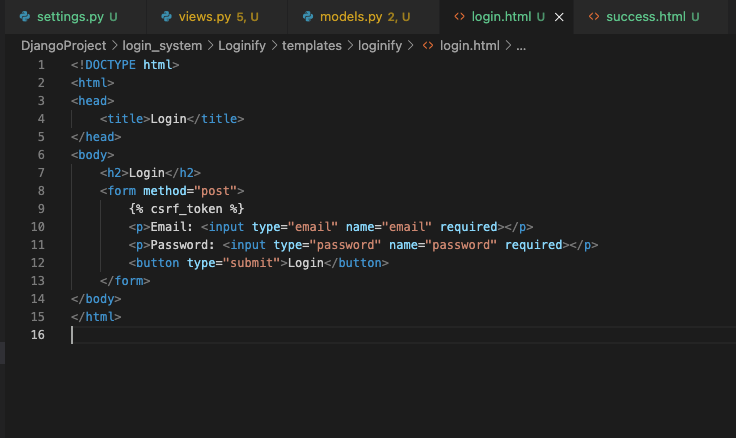 settings.py U views.py 5, U models.py 2, U login.html U × success.html U
DjangoProject > login_system > Loginify > templates > loginify > <> login.html > ...
1 <!DOCTYPE html>
2 <html>
3 <head>
4     <title>Login</title>
5 </head>
6 <body>
7     <h2>Login</h2>
8     <form method="post">
9         {% csrf_token %}
10         <p>Email: <input type="email" name="email" required></p>
11         <p>Password: <input type="password" name="password" required></p>
12         <button type="submit">Login</button>
13     </form>
14 </body>
15 </html>
16